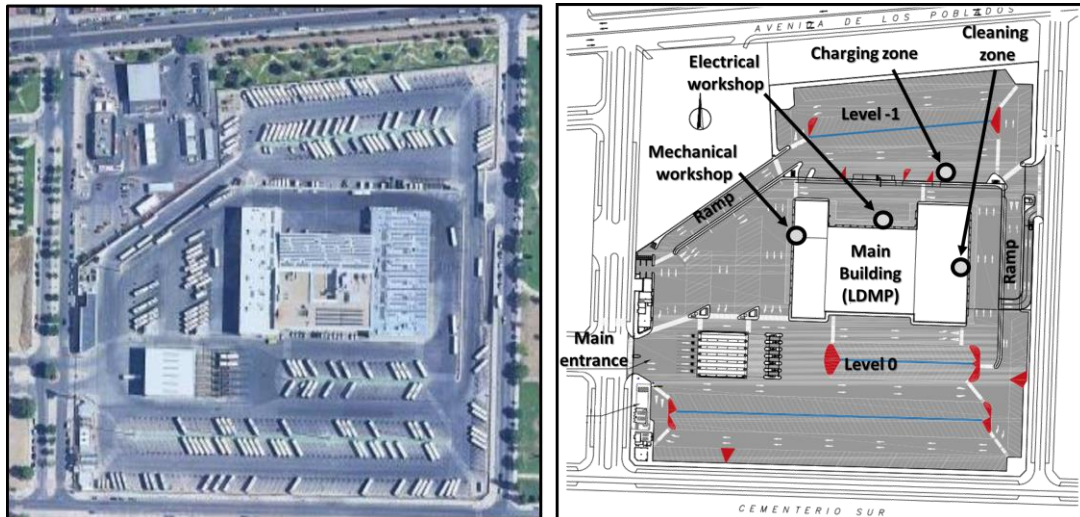 AVENIDA DE LOS POBLADOS
Cleaning
zone
Charging zone
Electrical
workshop
Level -1
Mechanical
workshop
Ramp
Main
Building
(LDMP)
Ramp
Main
entrance
Level 0
CEMENTERIO SUR